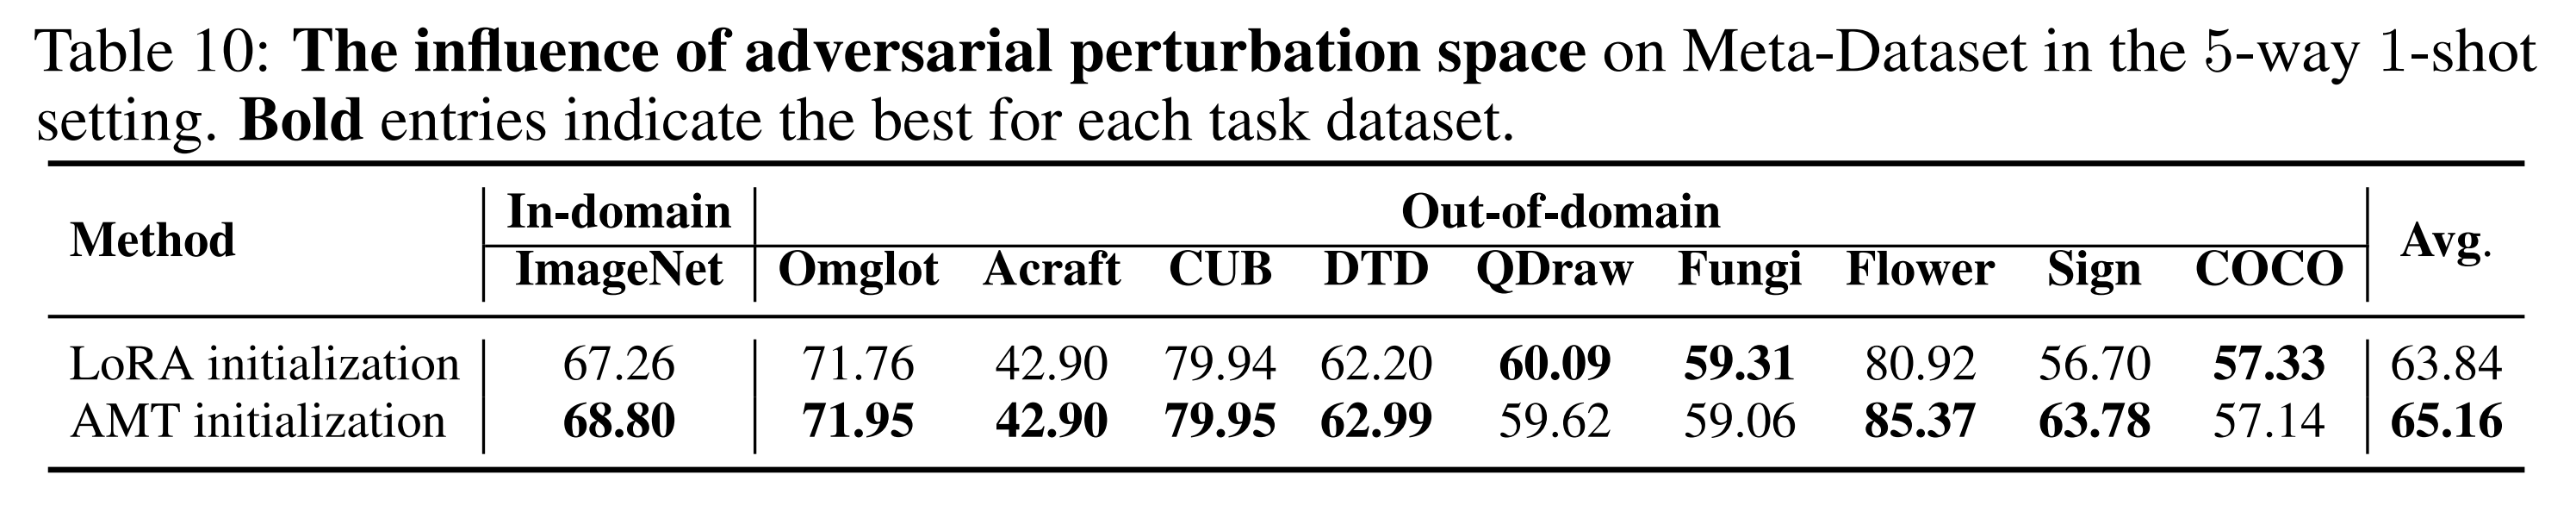 Table 10: The influence of adversarial perturbation space on Meta-Dataset in the 5-way 1-shot
setting. Bold entries indicate the best for each task dataset.
Method In-domain Out-of-domain Avg.
ImageNet Omglot Acraft CUB DTD QDraw Fungi Flower Sign COCO
LoRA initialization 67.26 71.76 42.90 79.94 62.20 60.09 59.31 80.92 56.70 57.33 63.84
AMT initialization 68.80 71.95 42.90 79.95 62.99 59.62 59.06 85.37 63.78 57.14 65.16